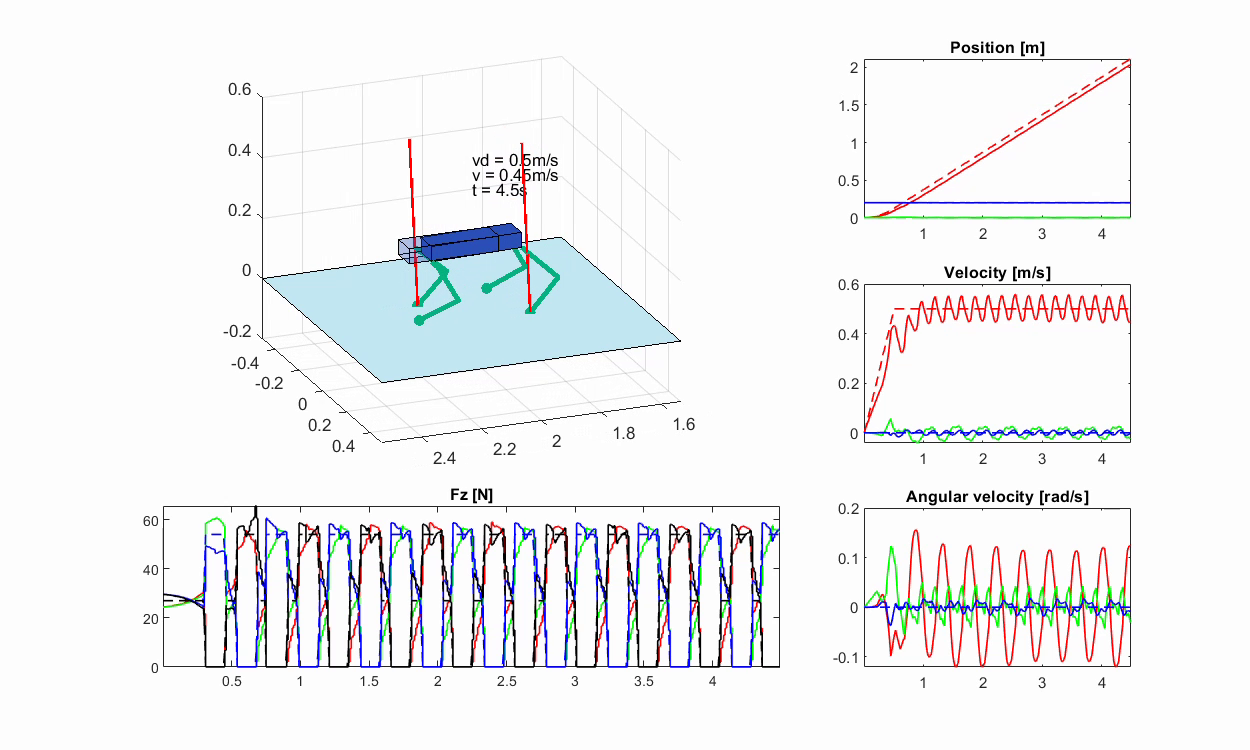 0.6
0.4
0.2
0
-0.2
vd = 0.5m/s
v = 0.45m/s
t = 4.5s
-0.4
-0.2
0
0.2
0.4
2.4
2.2
2
1.8
1.6
Position [m]
2
1.5
1
0.5
0
1 2 3 4
Velocity [m/s]
0.6
0.4
0.2
0
1 2 3 4
Fz [N]
60
40
20
0
0.5 1 1.5 2 2.5 3 3.5 4
Angular velocity [rad/s]
0.2
0.1
0
-0.1
1 2 3 4